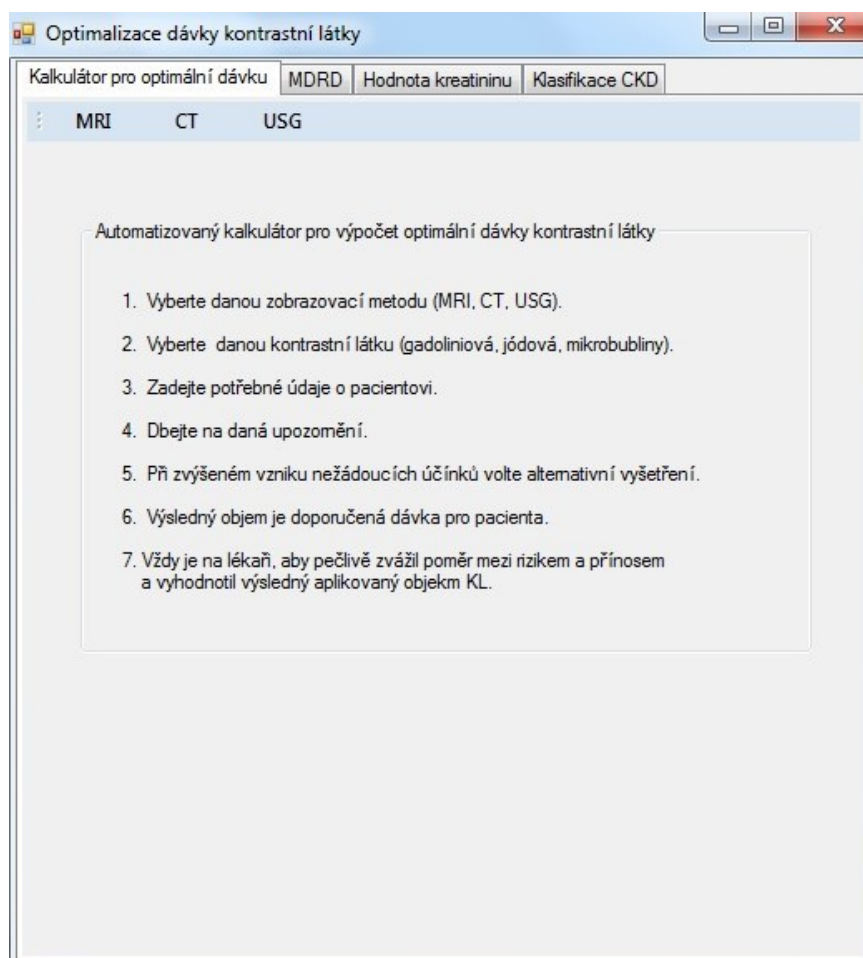 Optimalizace dávky kontrastní látky
Kalkulátor pro optimální dávku MDRD Hodnota kreatininu Klasifikace CKD
MRI CT USG
Automatizovaný kalkulátor pro výpočet optimální dávky kontrastní látky
1. Vyberte danou zobrazovací metodu (MRI, CT, USG).
2. Vyberte danou kontrastní látku (gadoliniová, jódová, mikrobubliny).
3. Zadejte potřebné údaje o pacientovi.
4. Dbejte na daná upozornění.
5. Při zvýšeném vzniku nežádoucích účínků volte alternativní vyšetření.
6. Výsledný objem je doporučená dávka pro pacienta.
7. Vždy je na lékaři, aby pečlivě zvážil poměr mezi rizikem a přínosem
a vyhodnotil výsledný aplikovaný objekm KL.